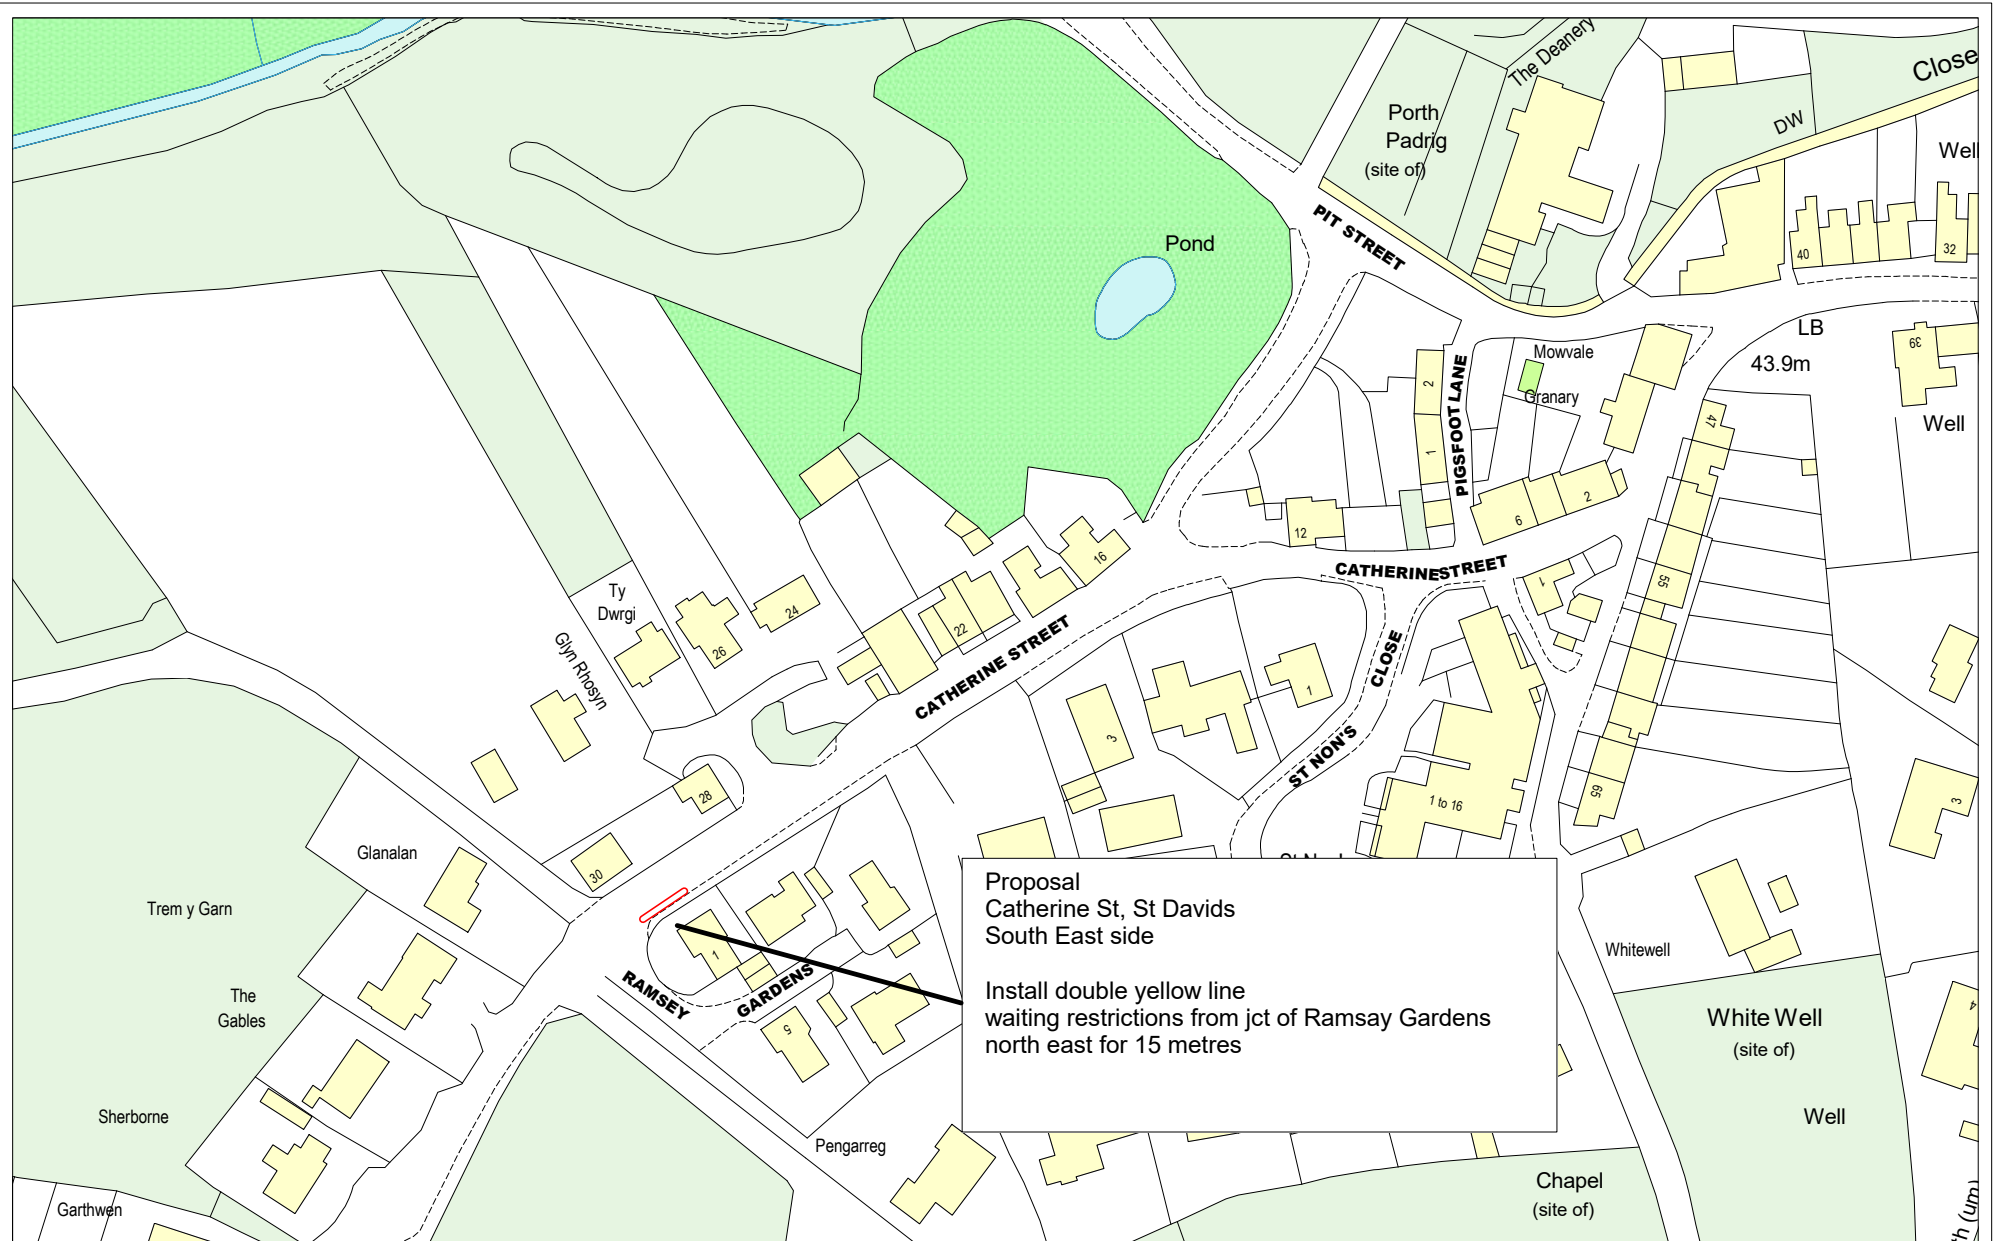 The Deanery
Close
Porth
Padrig
(site of)
DW
Well
PIT STREET
Pond
40
32
LB
43.9m
39
Well
Mowvale
Granary
PIGSFOOT LANE
2
1
47
2
6
12
16
CATHERINE STREET
1
55
Ty
Dwrgi
24
26
22
Glyn Rhosyn
CATHERINE STREET
CLOSE
ST NON'S
1
3
28
1 to 16
65
3
Glanalan
30
Trem y Garn
Proposal
Catherine St, St Davids
South East side
Install double yellow line
waiting restrictions from jct of Ramsay Gardens
north east for 15 metres
1
RAMSEY
GARDENS
5
Whitewell
The
Gables
White Well
(site of)
4
Sherborne
Well
Pengarreg
Chapel
(site of)
Garthwen
(um)